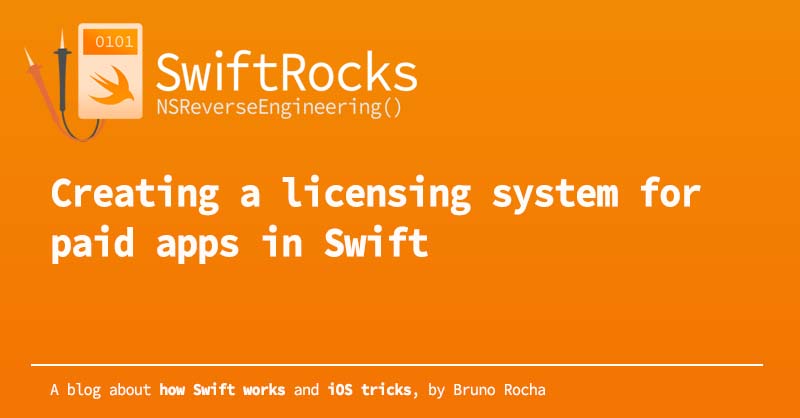 0101
SwiftRocks
NSReverseEngineering()
Creating a licensing system for
paid apps in Swift
A blog about how Swift works and iOS tricks, by Bruno Rocha